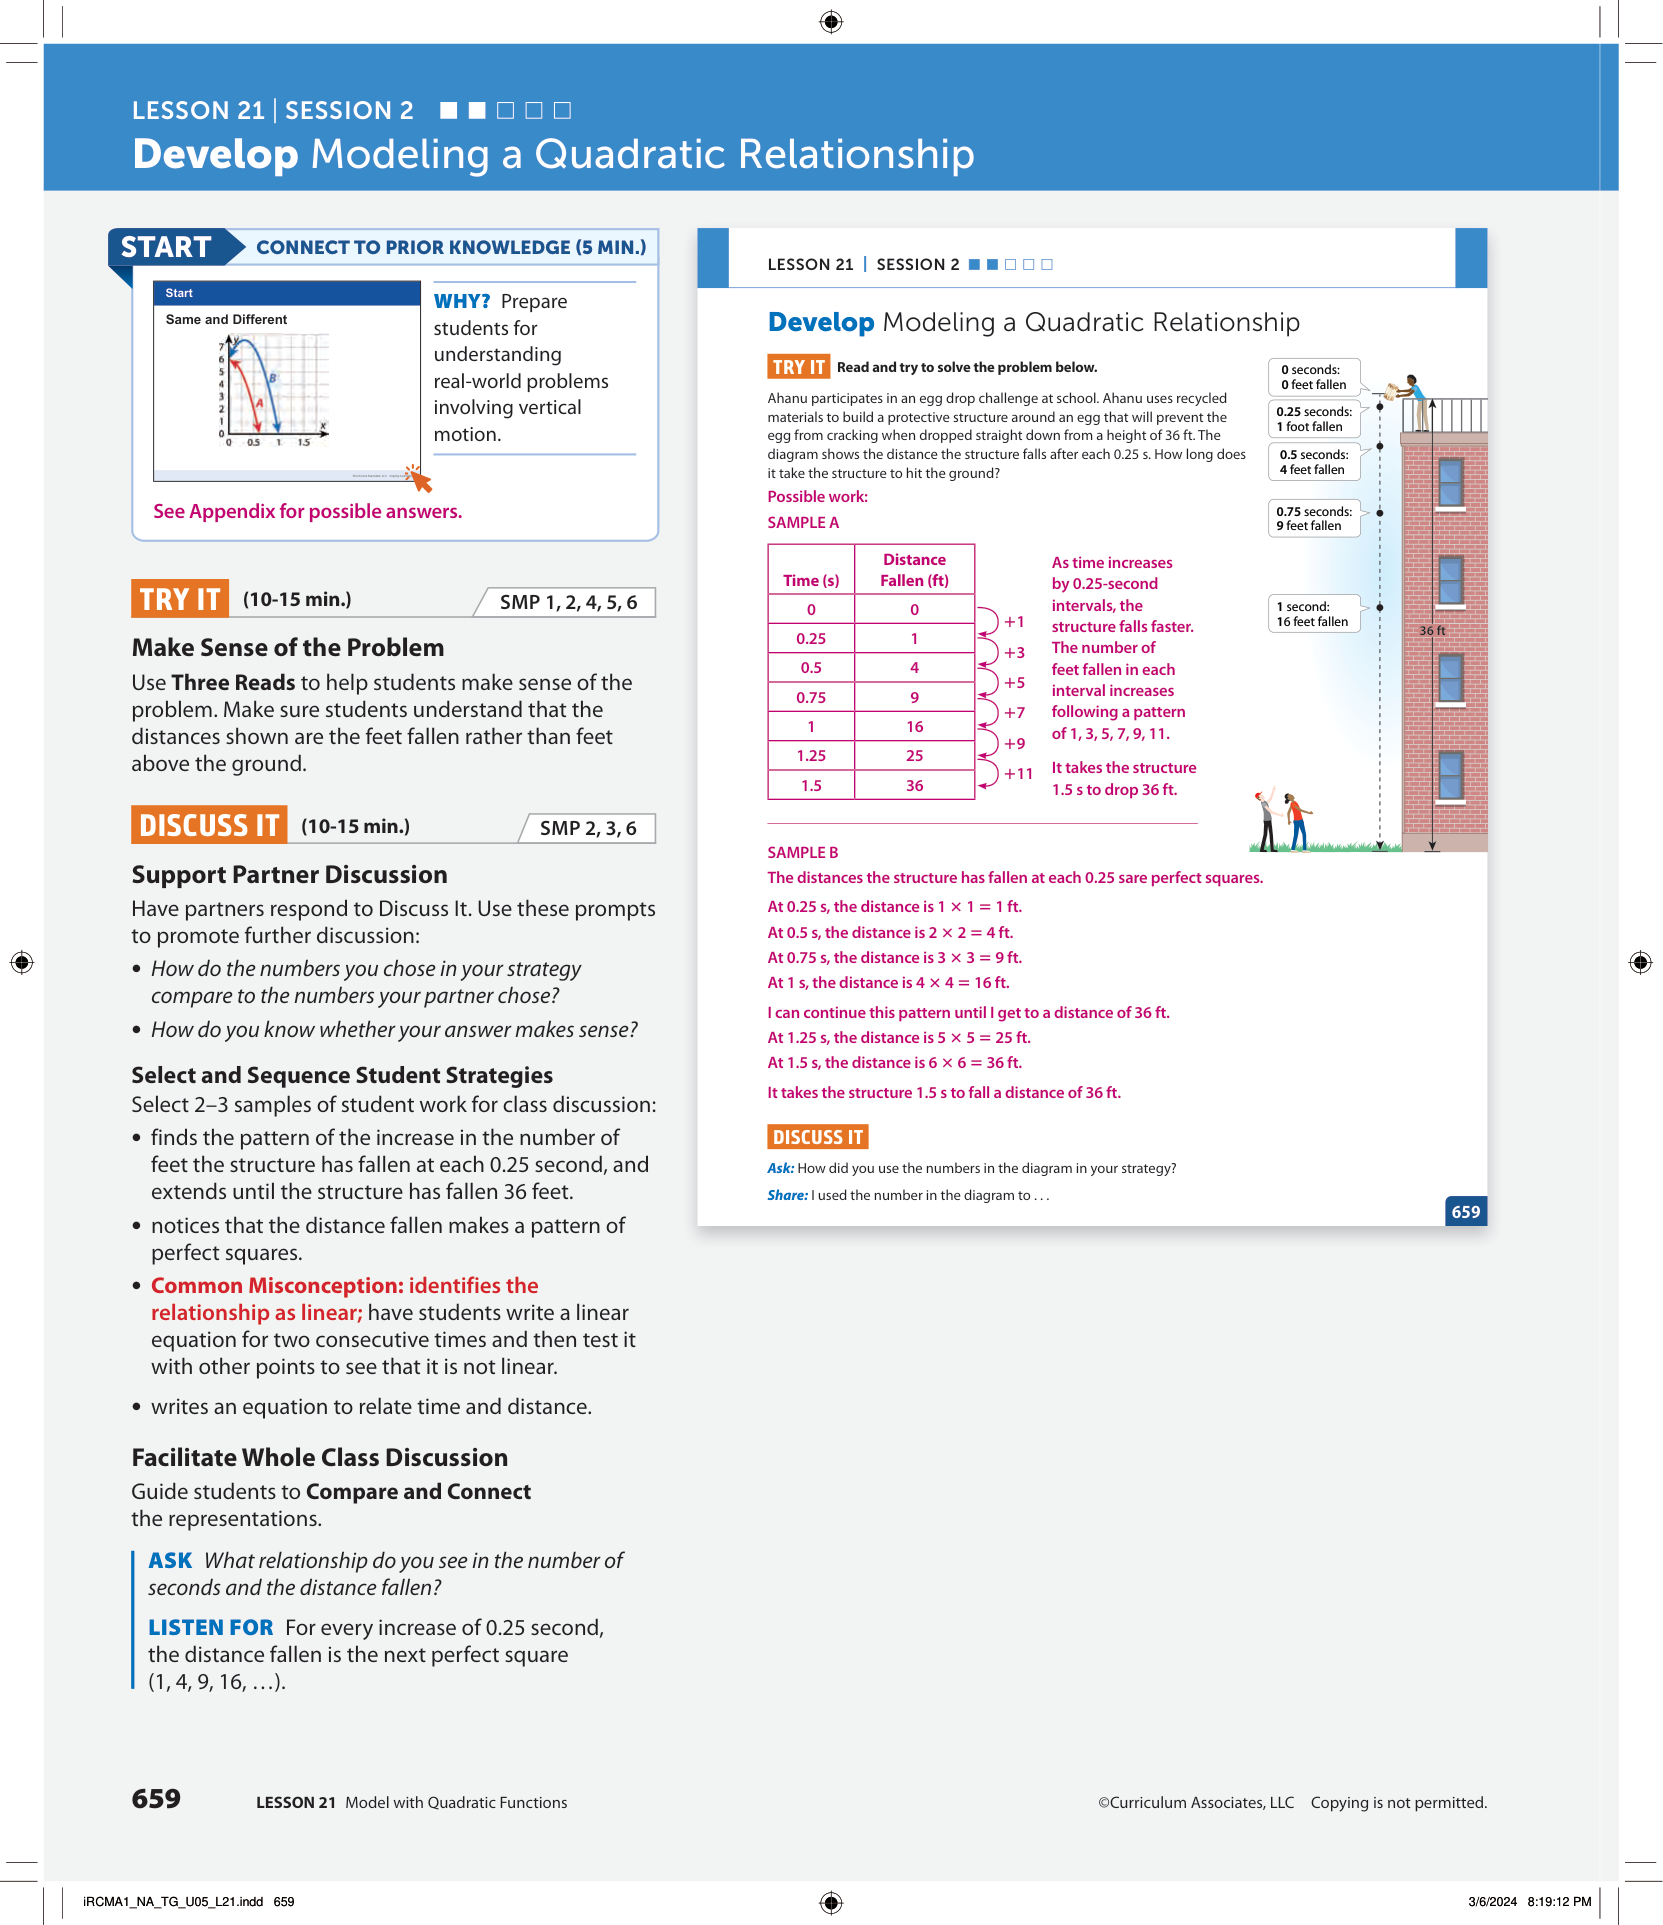 LESSON 21 | SESSION 2
Develop Modeling a Quadratic Relationship
START
CONNECT TO PRIOR KNOWLEDGE (5 MIN.)
Start
Same and Different
y
7
6
5
4
3
2
1
0
B
A
x
0 0.5 1 1.5
WHY? Prepare
students for
understanding
real-world problems
involving vertical
motion.
See Appendix for possible answers.
TRY IT (10-15 min.)
SMP 1, 2, 4, 5, 6
Make Sense of the Problem
Use Three Reads to help students make sense of the
problem. Make sure students understand that the
distances shown are the feet fallen rather than feet
above the ground.
DISCUSS IT (10-15 min.)
SMP 2, 3, 6
Support Partner Discussion
Have partners respond to Discuss It. Use these prompts
to promote further discussion:
• How do the numbers you chose in your strategy
compare to the numbers your partner chose?
• How do you know whether your answer makes sense?
Select and Sequence Student Strategies
Select 2–3 samples of student work for class discussion:
• finds the pattern of the increase in the number of
feet the structure has fallen at each 0.25 second, and
extends until the structure has fallen 36 feet.
• notices that the distance fallen makes a pattern of
perfect squares.
• Common Misconception: identifies the
relationship as linear; have students write a linear
equation for two consecutive times and then test it
with other points to see that it is not linear.
• writes an equation to relate time and distance.
Facilitate Whole Class Discussion
Guide students to Compare and Connect
the representations.
ASK What relationship do you see in the number of
seconds and the distance fallen?
LISTEN FOR For every increase of 0.25 second,
the distance fallen is the next perfect square
(1, 4, 9, 16, …).
LESSON 21 | SESSION 2
Develop Modeling a Quadratic Relationship
TRY IT Read and try to solve the problem below.
Ahanu participates in an egg drop challenge at school. Ahanu uses recycled
materials to build a protective structure around an egg that will prevent the
egg from cracking when dropped straight down from a height of 36 ft. The
diagram shows the distance the structure falls after each 0.25 s. How long does
it take the structure to hit the ground?
Possible work:
SAMPLE A
Time (s) Distance Fallen (ft)
0 0
0.25 1
0.5 4
0.75 9
1 16
1.25 25
1.5 36
+1
+3
+5
+7
+9
+11
As time increases
by 0.25-second
intervals, the
structure falls faster.
The number of
feet fallen in each
interval increases
following a pattern
of 1, 3, 5, 7, 9, 11.
It takes the structure
1.5 s to drop 36 ft.
0 seconds:
0 feet fallen
0.25 seconds:
1 foot fallen
0.5 seconds:
4 feet fallen
0.75 seconds:
9 feet fallen
1 second:
16 feet fallen
36 ft
SAMPLE B
The distances the structure has fallen at each 0.25 sare perfect squares.
At 0.25 s, the distance is 1 × 1 = 1 ft.
At 0.5 s, the distance is 2 × 2 = 4 ft.
At 0.75 s, the distance is 3 × 3 = 9 ft.
At 1 s, the distance is 4 × 4 = 16 ft.
I can continue this pattern until I get to a distance of 36 ft.
At 1.25 s, the distance is 5 × 5 = 25 ft.
At 1.5 s, the distance is 6 × 6 = 36 ft.
It takes the structure 1.5 s to fall a distance of 36 ft.
DISCUSS IT
Ask: How did you use the numbers in the diagram in your strategy?
Share: I used the number in the diagram to . . .
659
659
LESSON 21 Model with Quadratic Functions
©Curriculum Associates, LLC Copying is not permitted.
iRCMA1_NA_TG_U05_L21.indd 659
3/6/2024 8:19:12 PM